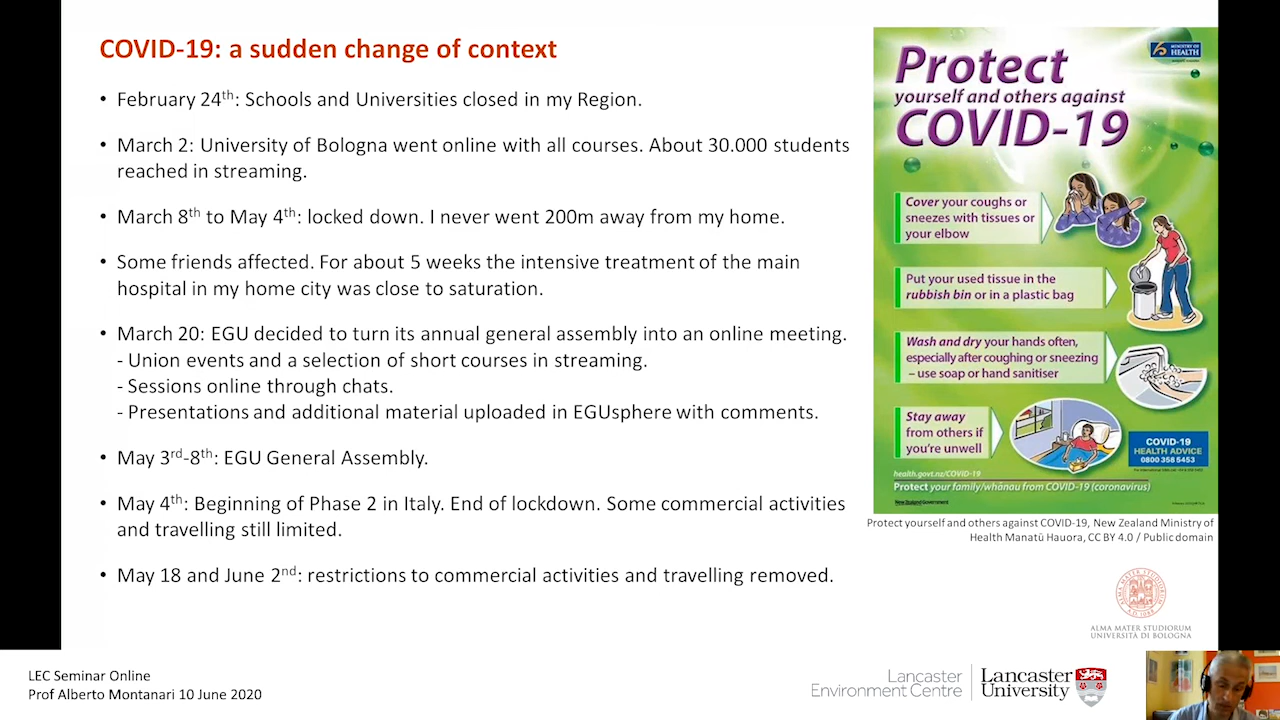 COVID-19: a sudden change of context
• February 24th: Schools and Universities closed in my Region.
• March 2: University of Bologna went online with all courses. About 30.000 students
reached in streaming.
• March 8th to May 4th: locked down. I never went 200m away from my home.
• Some friends affected. For about 5 weeks the intensive treatment of the main
hospital in my home city was close to saturation.
• March 20: EGU decided to turn its annual general assembly into an online meeting.
- Union events and a selection of short courses in streaming.
- Sessions online through chats.
- Presentations and additional material uploaded in EGUsphere with comments.
• May 3rd-8th: EGU General Assembly.
• May 4th: Beginning of Phase 2 in Italy. End of lockdown. Some commercial activities
and travelling still limited.
• May 18 and June 2nd: restrictions to commercial activities and travelling removed.
MINISTRY OF
HEALTH
Protect
yourself and others against
COVID-19
Cover your coughs or
sneezes with tissues or
your elbow
Put your used tissue in the
rubbish bin or in a plastic bag
Wash and dry your hands often,
especially after coughing or sneezing
– use soap or hand sanitiser
Stay away
from others if
you're unwell
COVID-19
HEALTH ADVICE
0800 358 5453
health.govt.nz/COVID-19
Protect your family/whānau from COVID-19 (coronavirus)
New Zealand Government
Protect yourself and others against COVID-19, New Zealand Ministry of
Health Manatū Hauora, CC BY 4.0 / Public domain
ALMA MATER STUDIORUM
UNIVERSITÀ DI BOLOGNA
LEC Seminar Online
Prof Alberto Montanari 10 June 2020
Lancaster
Environment Centre
Lancaster
University